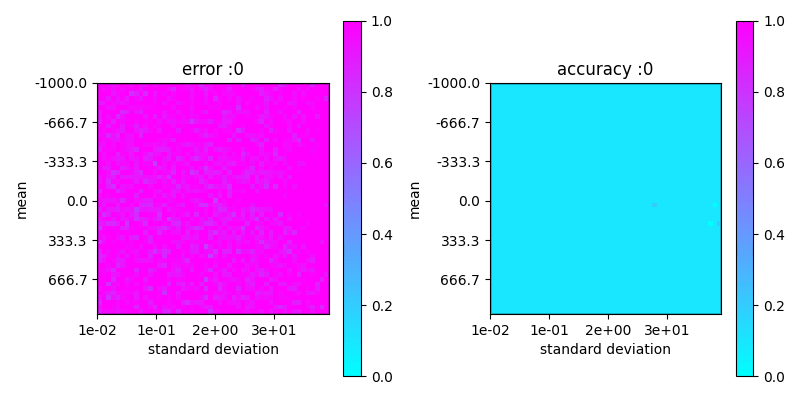 error :0
accuracy :0
-1000.0
-666.7
-333.3
0.0
333.3
666.7
mean
1e-02
1e-01
2e+00
3e+01
standard deviation
1.0
0.8
0.6
0.4
0.2
0.0
-1000.0
-666.7
-333.3
0.0
333.3
666.7
mean
1e-02
1e-01
2e+00
3e+01
standard deviation
1.0
0.8
0.6
0.4
0.2
0.0